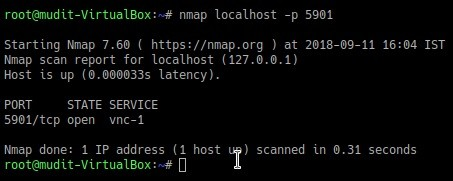 root@mudit-VirtualBox:~# nmap localhost -p 5901
Starting Nmap 7.60 ( https://nmap.org ) at 2018-09-11 16:04 IST
Nmap scan report for localhost (127.0.0.1)
Host is up (0.000033s latency).
PORT     STATE SERVICE
5901/tcp open  vnc-1
Nmap done: 1 IP address (1 host up) scanned in 0.31 seconds
root@mudit-VirtualBox:~#